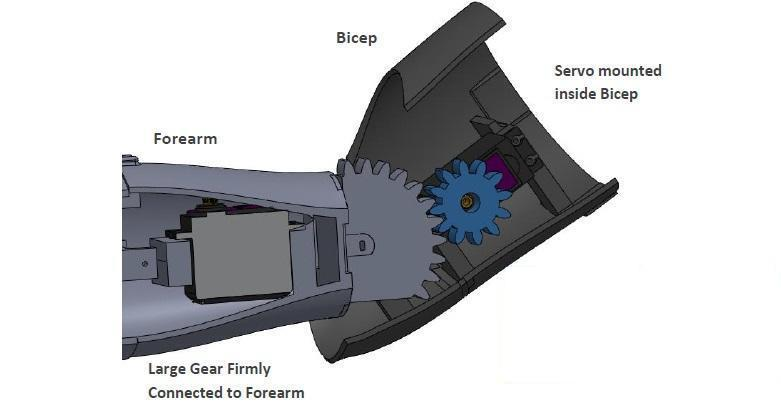 Bicep
Servo mounted
inside Bicep
Forearm
Large Gear Firmly
Connected to Forearm